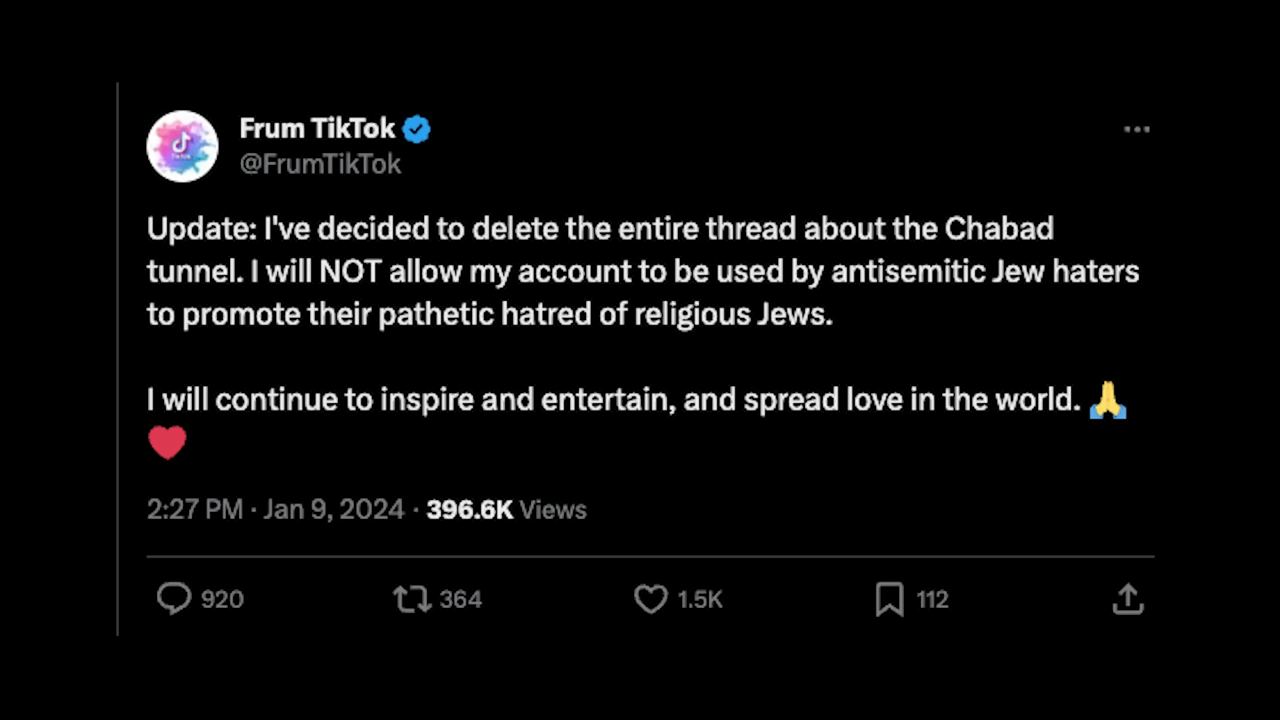 Frum TikTok
@FrumTikTok
Update: I've decided to delete the entire thread about the Chabad
tunnel. I will NOT allow my account to be used by antisemitic Jew haters
to promote their pathetic hatred of religious Jews.
I will continue to inspire and entertain, and spread love in the world. 🙏
❤️
2:27 PM · Jan 9, 2024 · 396.6K Views
920 364 1.5K 112